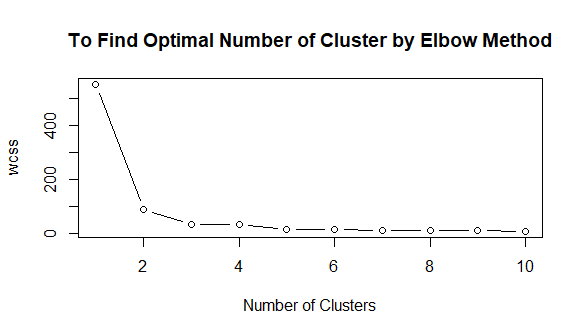 To Find Optimal Number of Cluster by Elbow Method
wcss
400
200
0
2 4 6 8 10
Number of Clusters